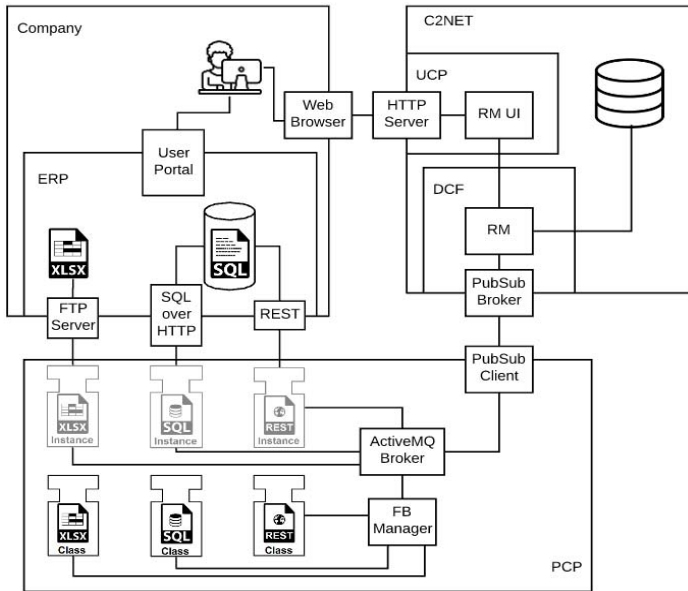 Company
C2NET
UCP
Web
Browser
HTTP
Server
RM UI
User
Portal
ERP
DCF
XLSX
SQL
RM
FTP
Server
SQL
over
HTTP
REST
PubSub
Broker
PubSub
Client
XLSX
Instance
SQL
Instance
REST
Instance
ActiveMQ
Broker
XLSX
Class
SQL
Class
REST
Class
FB
Manager
PCP